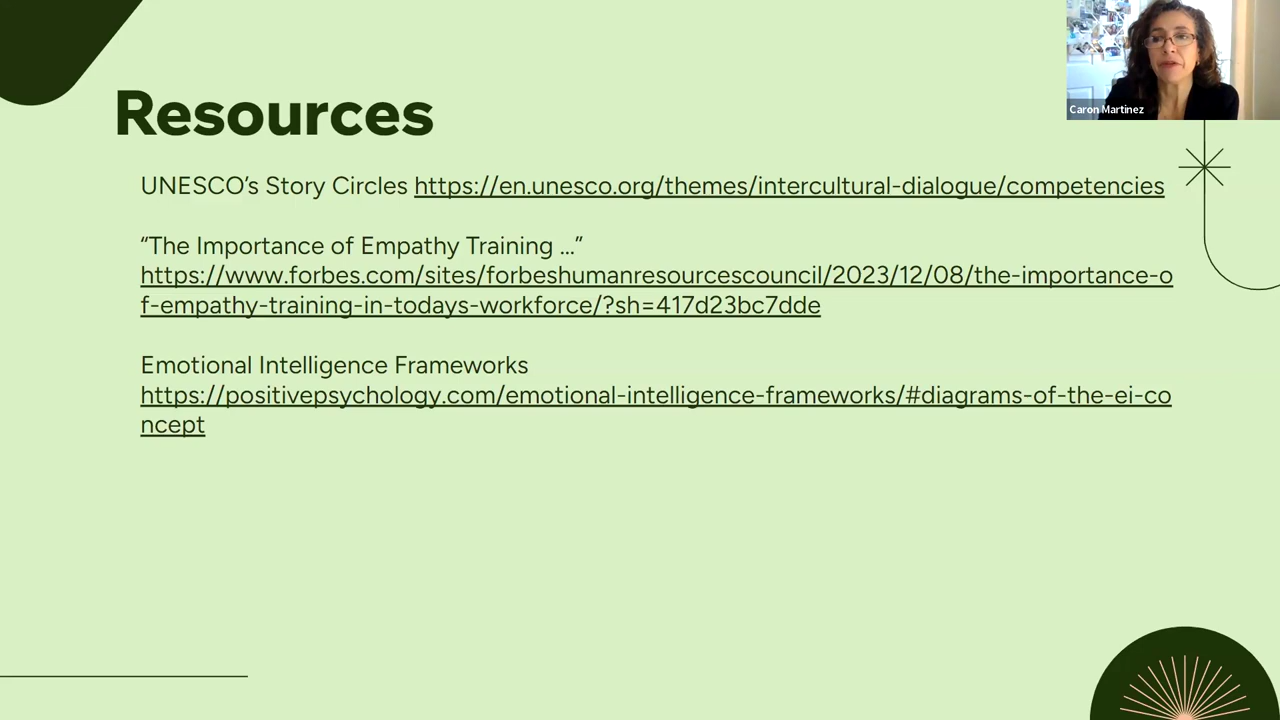 Caron Martinez
Resources
UNESCO’s Story Circles https://en.unesco.org/themes/intercultural-dialogue/competencies
“The Importance of Empathy Training ...”
https://www.forbes.com/sites/forbeshumanresourcescouncil/2023/12/08/the-importance-o
f-empathy-training-in-todays-workforce/?sh=417d23bc7dde
Emotional Intelligence Frameworks
https://positivepsychology.com/emotional-intelligence-frameworks/#diagrams-of-the-ei-co
ncept